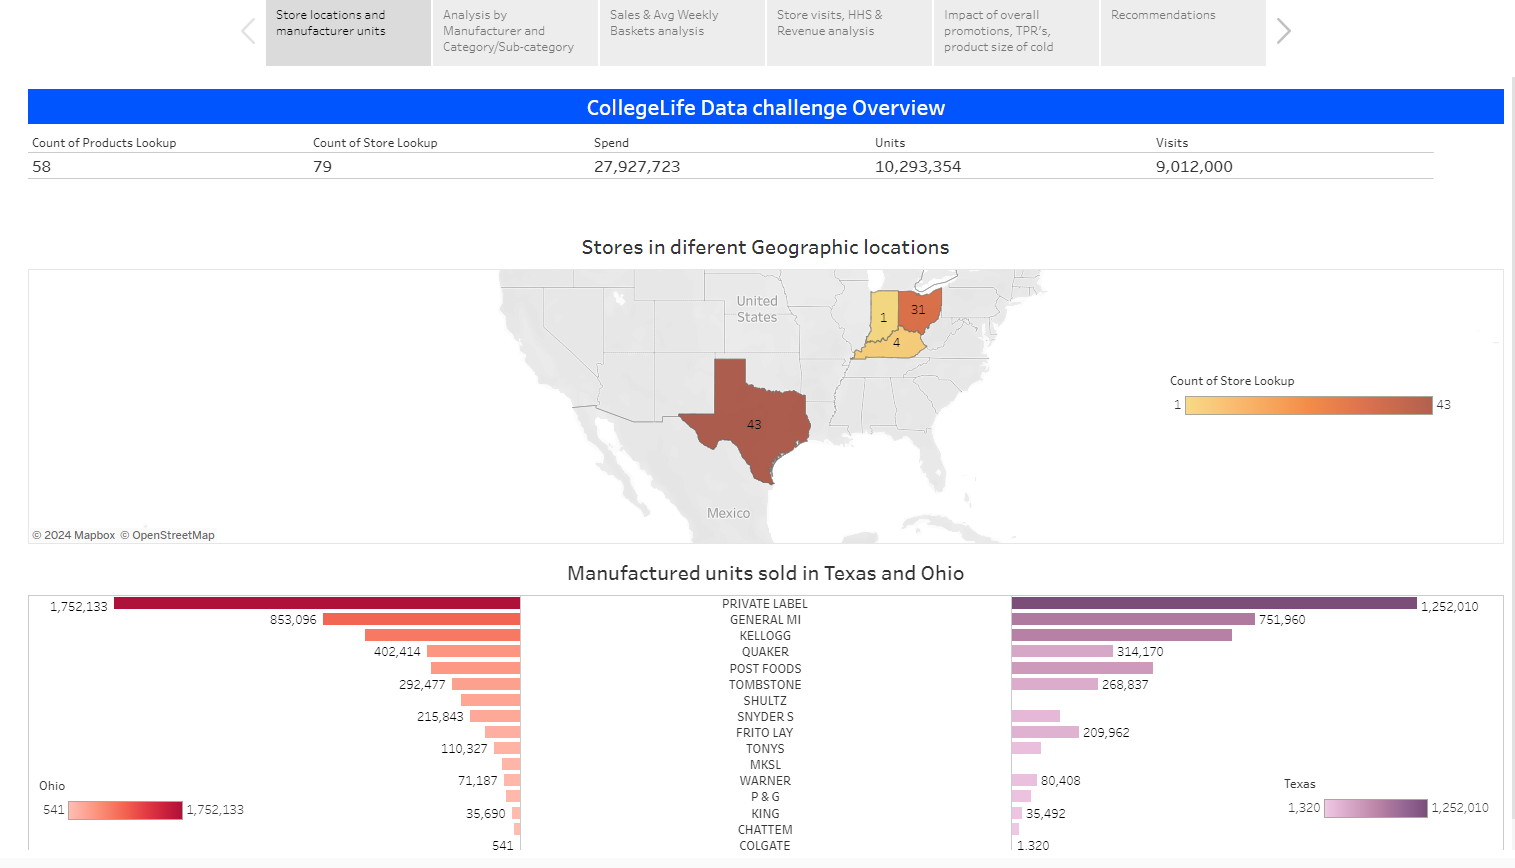 Store locations and
manufacturer units
Analysis by
Manufacturer and
Category/Sub-category
Sales & Avg Weekly
Baskets analysis
Store visits, HHS &
Revenue analysis
Impact of overall
promotions, TPR's,
product size of cold
Recommendations
CollegeLife Data challenge Overview
Count of Products Lookup Count of Store Lookup Spend Units Visits
58 79 27,927,723 10,293,354 9,012,000
Stores in diferent Geographic locations
United
States
1
31
4
43
Mexico
Count of Store Lookup
1 43
© 2024 Mapbox © OpenStreetMap
Manufactured units sold in Texas and Ohio
1,752,133 PRIVATE LABEL 1,252,010
853,096 GENERAL MI 751,960
KELLOGG
402,414 QUAKER 314,170
POST FOODS
292,477 TOMBSTONE 268,837
SHULTZ
215,843 SNYDER S
FRITO LAY 209,962
110,327 TONYS
MKSL
71,187 WARNER 80,408
P & G
35,690 KING 35,492
CHATTEM
541 COLGATE 1,320
Ohio
541 1,752,133
Texas
1,320 1,252,010